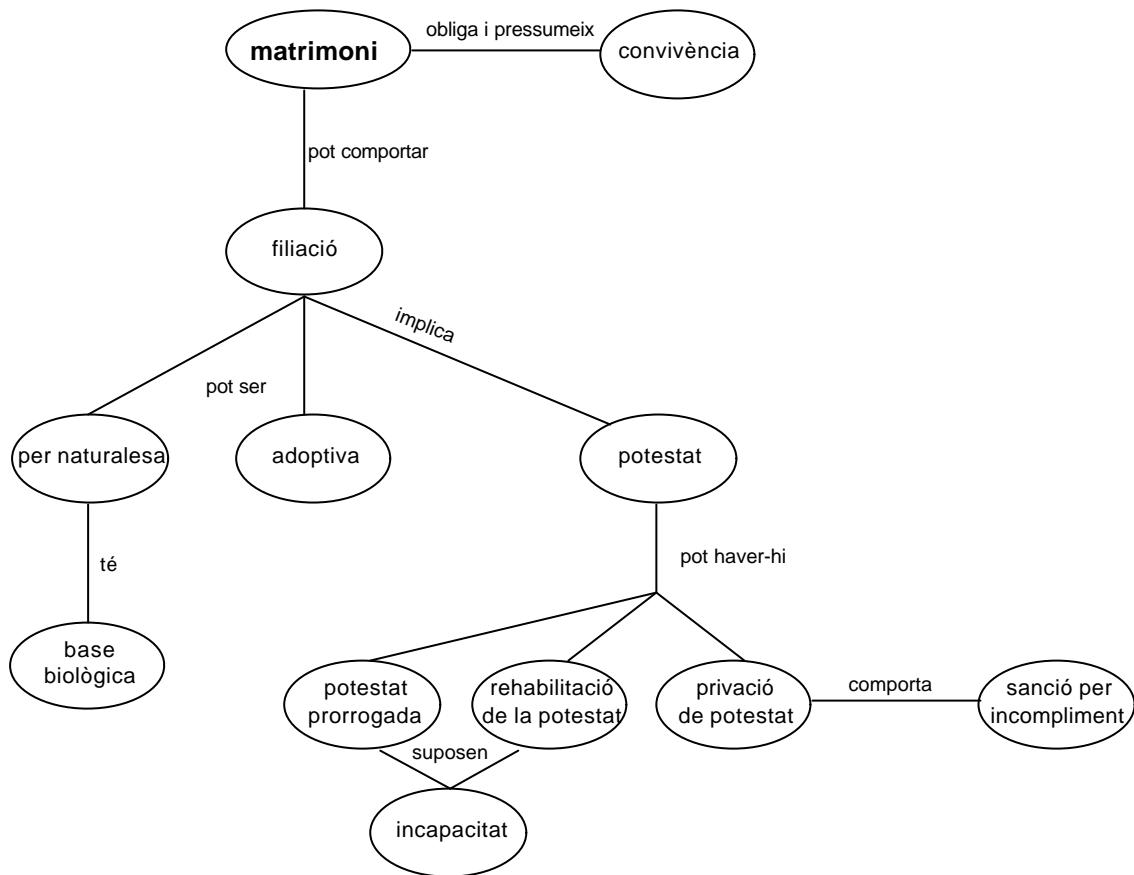 matrimoni
obliga i pressumeix
convivència
pot comportar
filiació
implica
pot ser
per naturalesa
adoptiva
potestat
té
pot haver-hi
base
biològica
potestat
prorrogada
rehabilitació
de la potestat
privació
de potestat
comporta
sanció per
incompliment
suposen
incapacitat